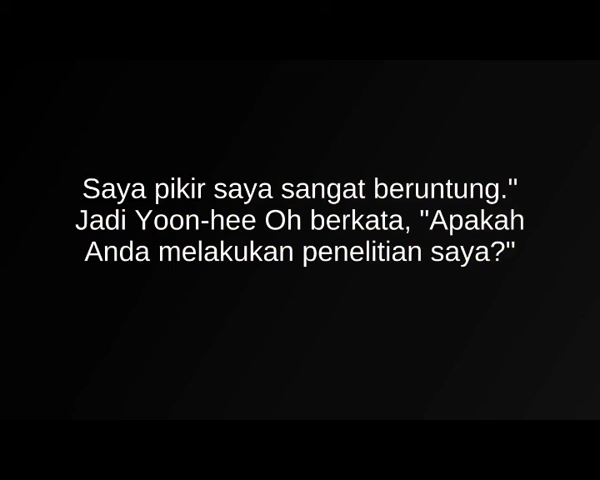 Saya pikir saya sangat beruntung."
Jadi Yoon-hee Oh berkata, "Apakah
Anda melakukan penelitian saya?"